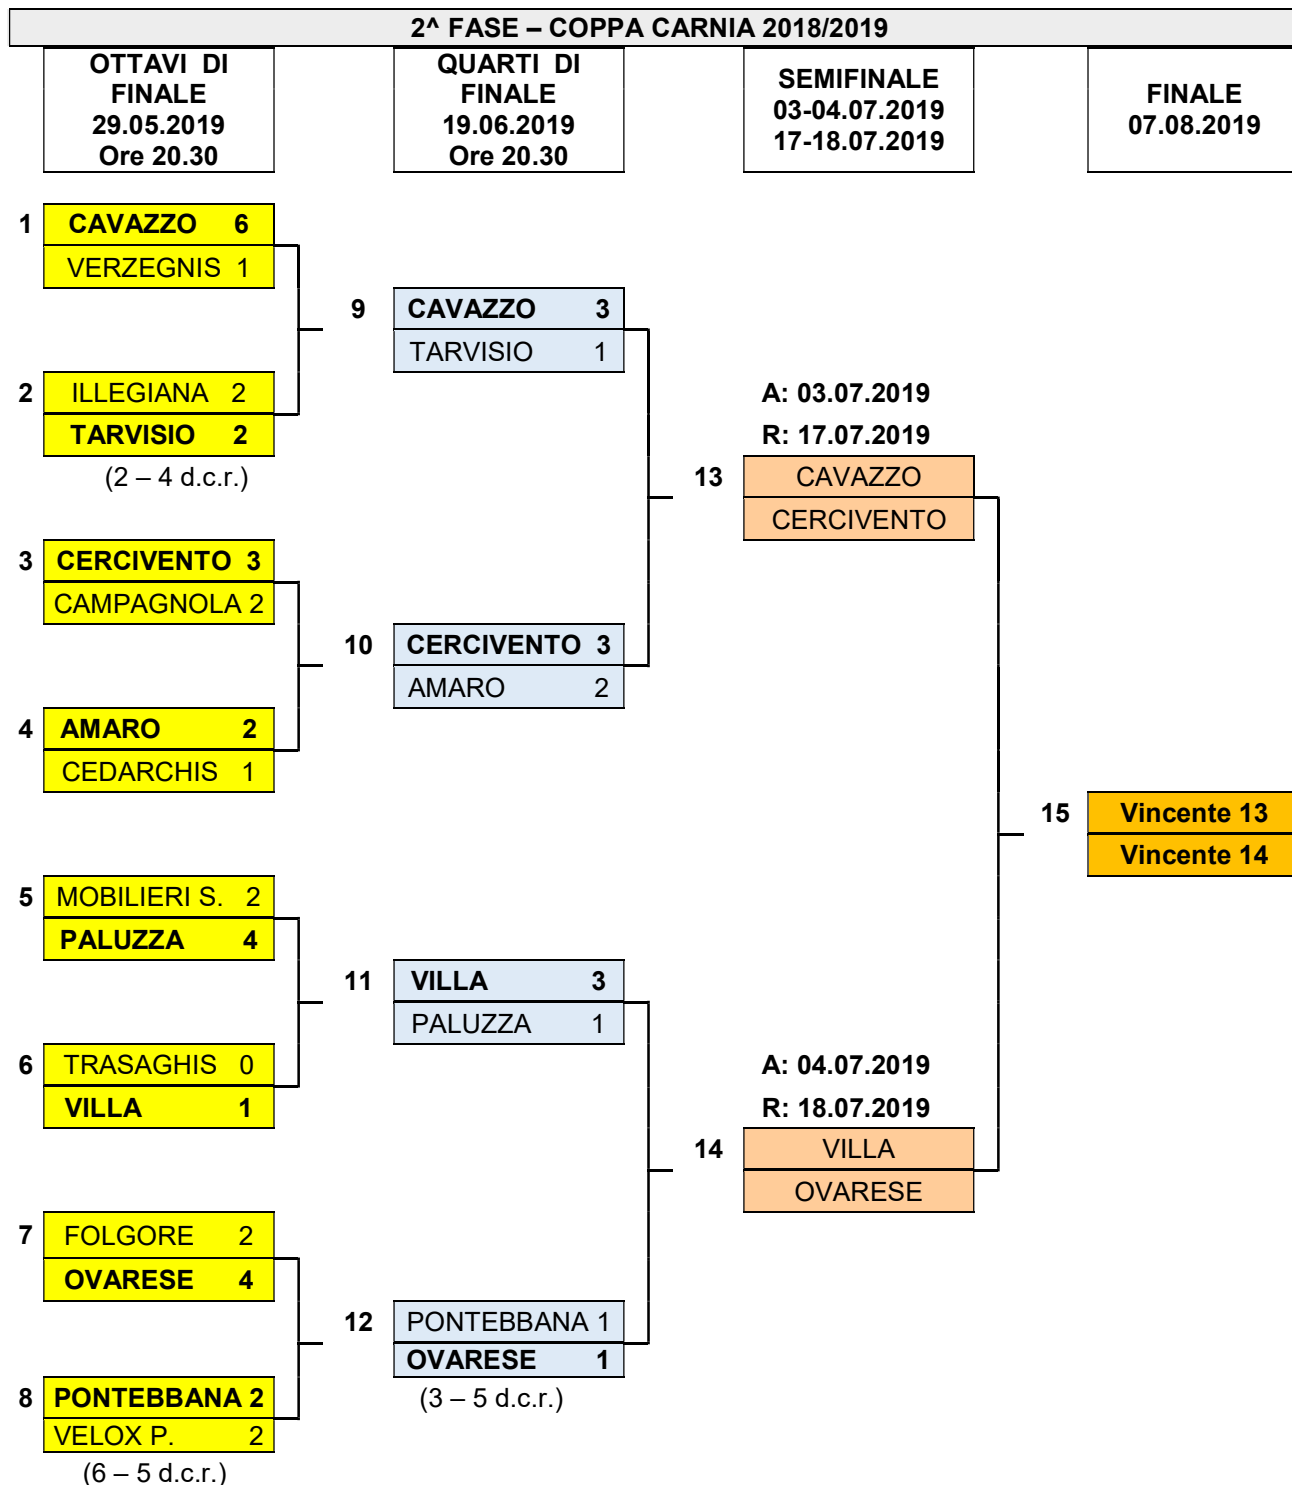 2^ FASE – COPPA CARNIA 2018/2019
OTTAVI DI
FINALE
29.05.2019
Ore 20.30
QUARTI DI
FINALE
19.06.2019
Ore 20.30
SEMIFINALE
03-04.07.2019
17-18.07.2019
FINALE
07.08.2019
1 CAVAZZO 6
VERZEGNIS 1
2 ILLEGIANA 2
TARVISIO 2
(2 – 4 d.c.r.)
3 CERCIVENTO 3
CAMPAGNOLA 2
4 AMARO 2
CEDARCHIS 1
5 MOBILIERI S. 2
PALUZZA 4
6 TRASAGHIS 0
VILLA 1
7 FOLGORE 2
OVARESE 4
8 PONTEBBANA 2
VELOX P. 2
(6 – 5 d.c.r.)
9 CAVAZZO 3
TARVISIO 1
10 CERCIVENTO 3
AMARO 2
11 VILLA 3
PALUZZA 1
12 PONTEBBANA 1
OVARESE 1
(3 – 5 d.c.r.)
A: 03.07.2019
R: 17.07.2019
13 CAVAZZO
CERCIVENTO
A: 04.07.2019
R: 18.07.2019
14 VILLA
OVARESE
15 Vincente 13
Vincente 14